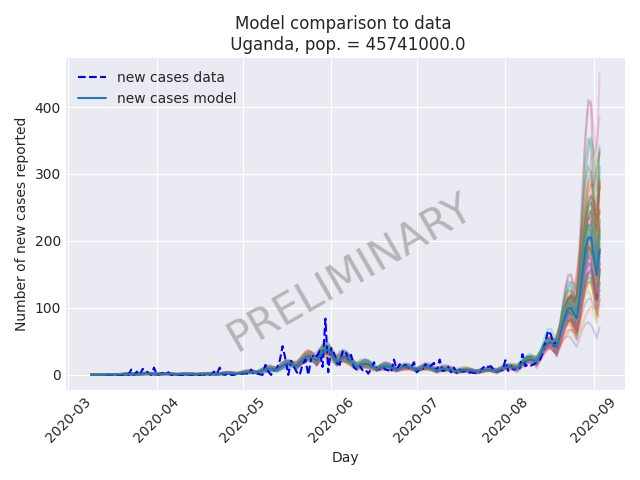 Model comparison to data
Uganda, pop. = 45741000.0
new cases data
new cases model
Number of new cases reported
400
300
200
100
0
PRELIMINARY
2020-03
2020-04
2020-05
2020-06
2020-07
2020-08
2020-09
Day